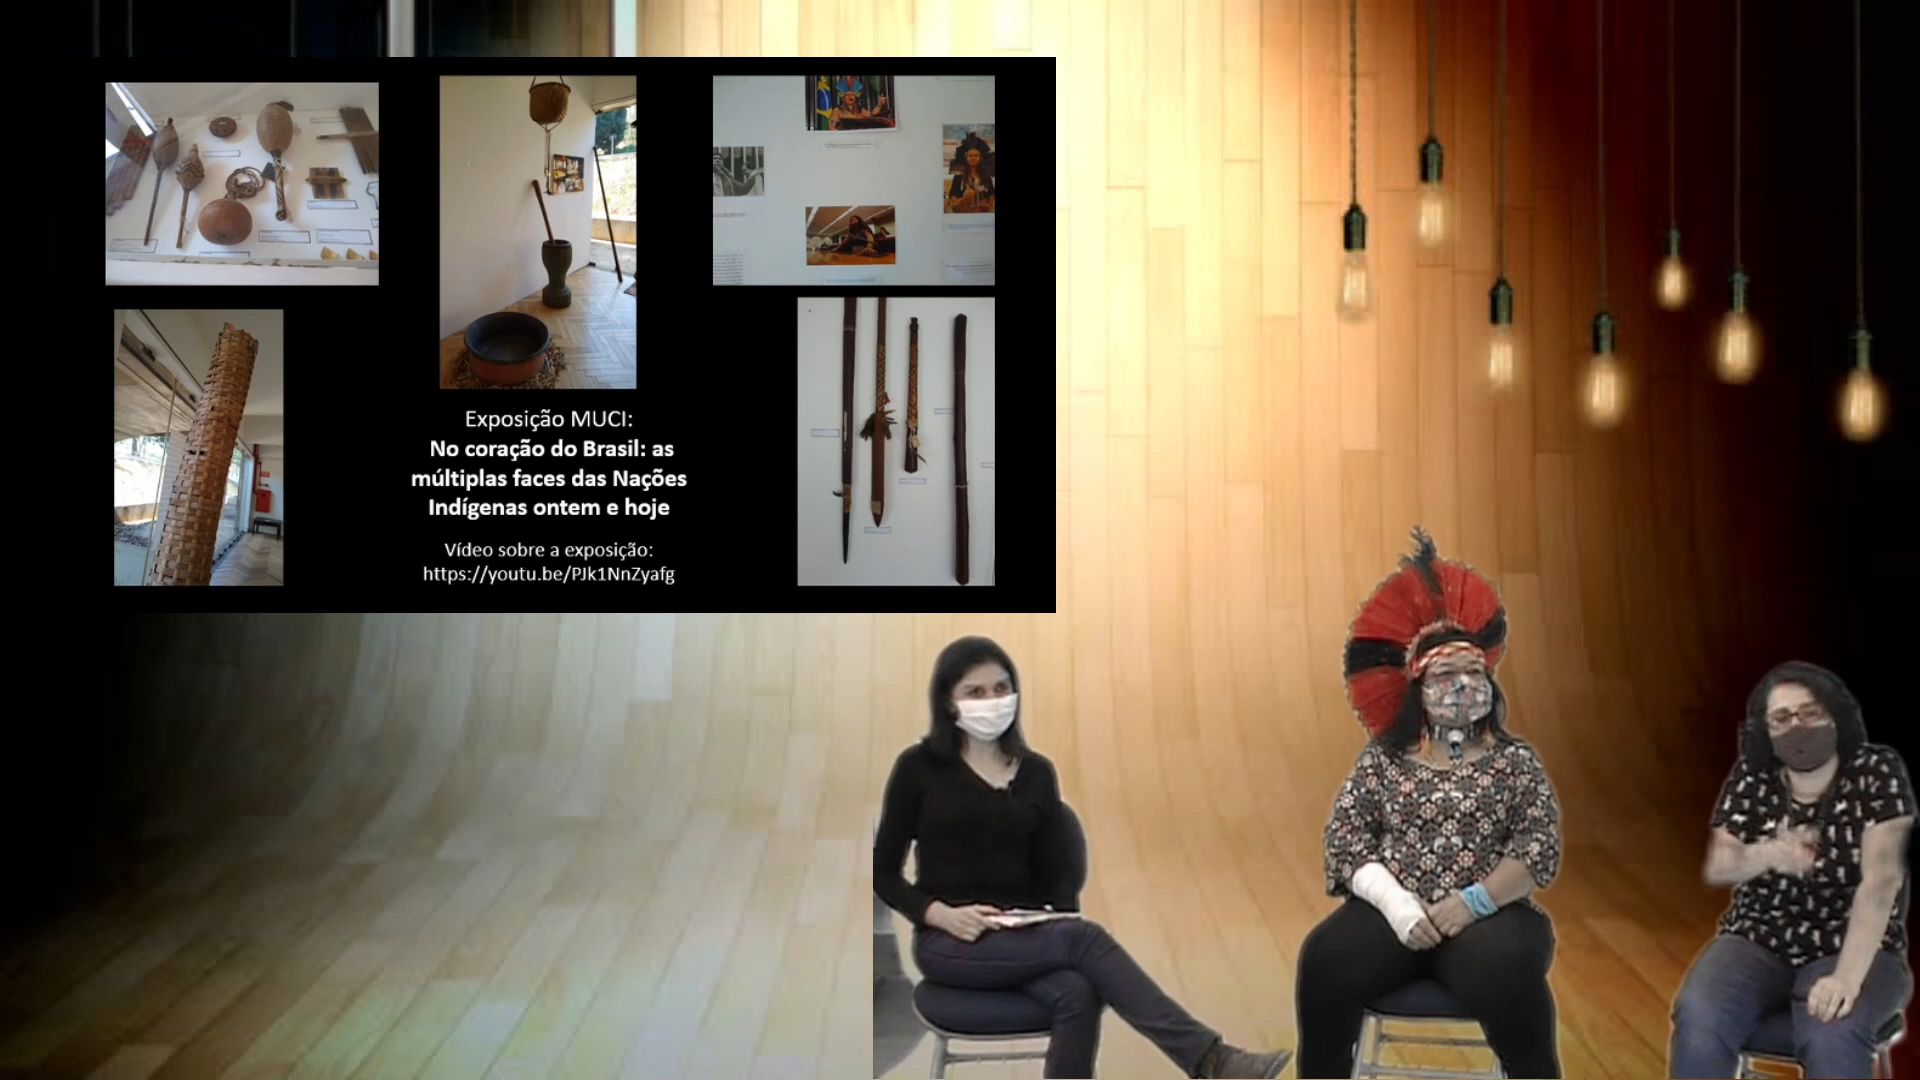 Exposição MUCI:
No coração do Brasil: as
múltiplas faces das Nações
Indígenas ontem e hoje
Vídeo sobre a exposição:
https://youtu.be/PJk1NnZyafg